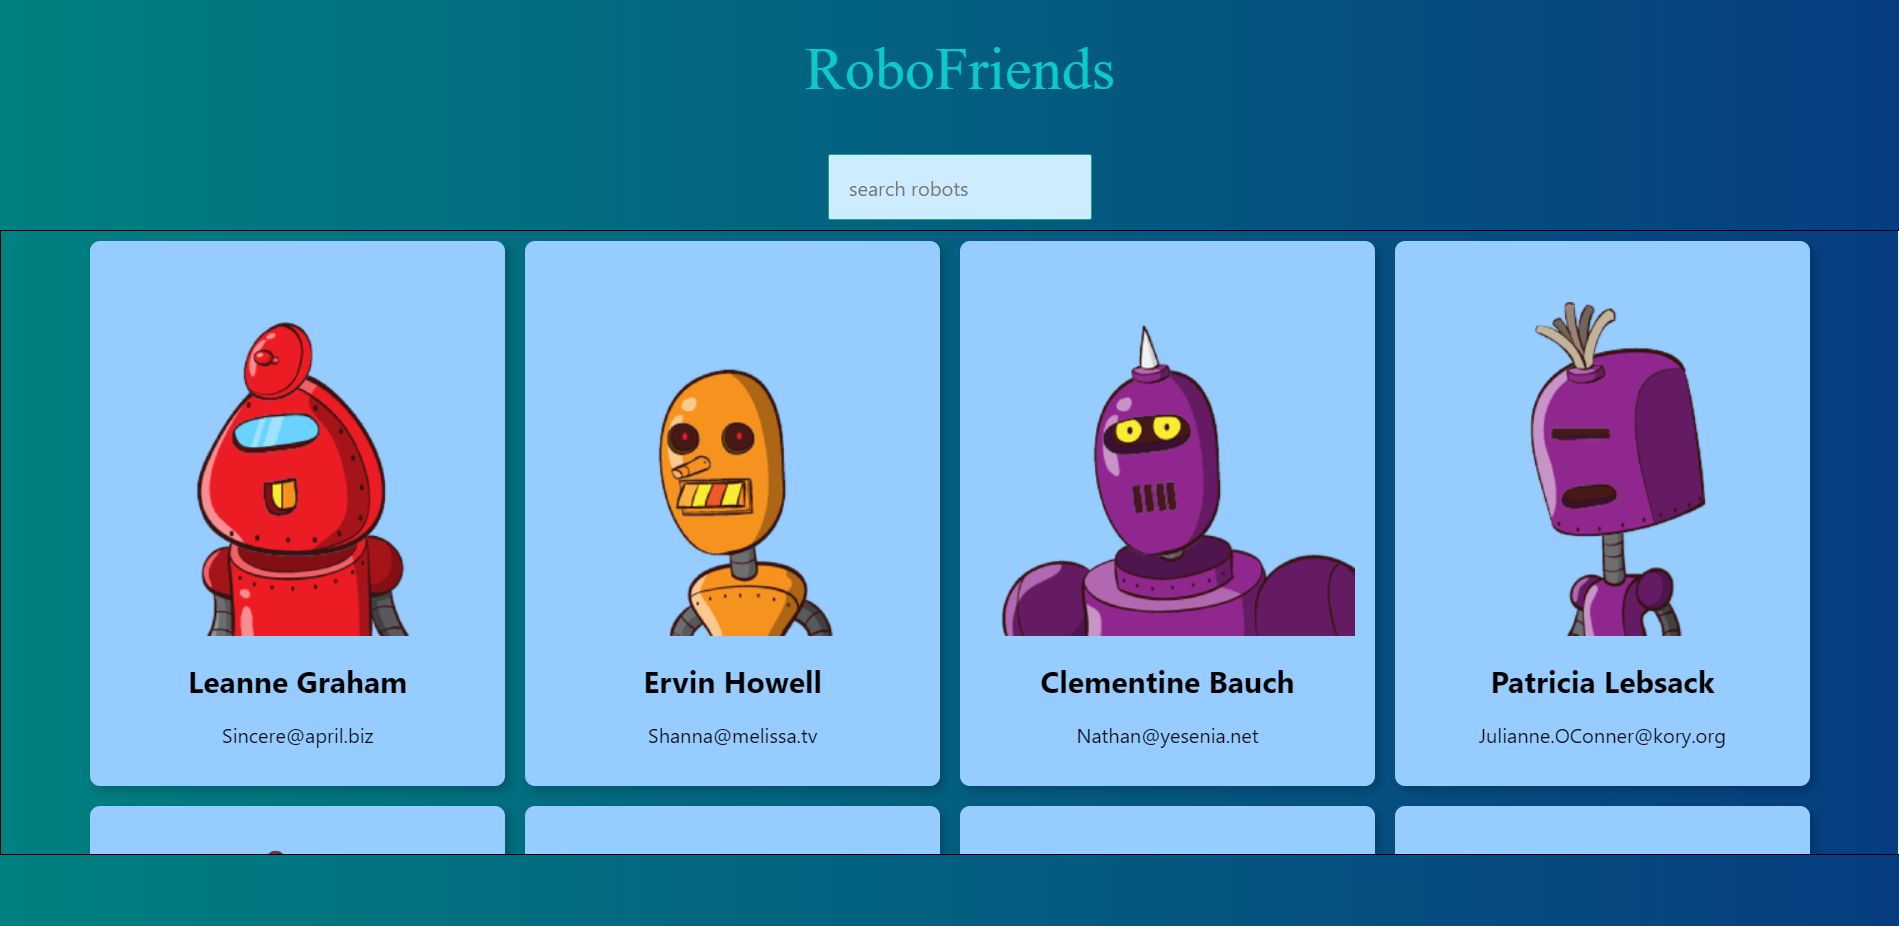 RoboFriends
search robots
Leanne Graham
Sincere@april.biz
Ervin Howell
Shanna@melissa.tv
Clementine Bauch
Nathan@yesenia.net
Patricia Lebsack
Julianne.OConner@kory.org